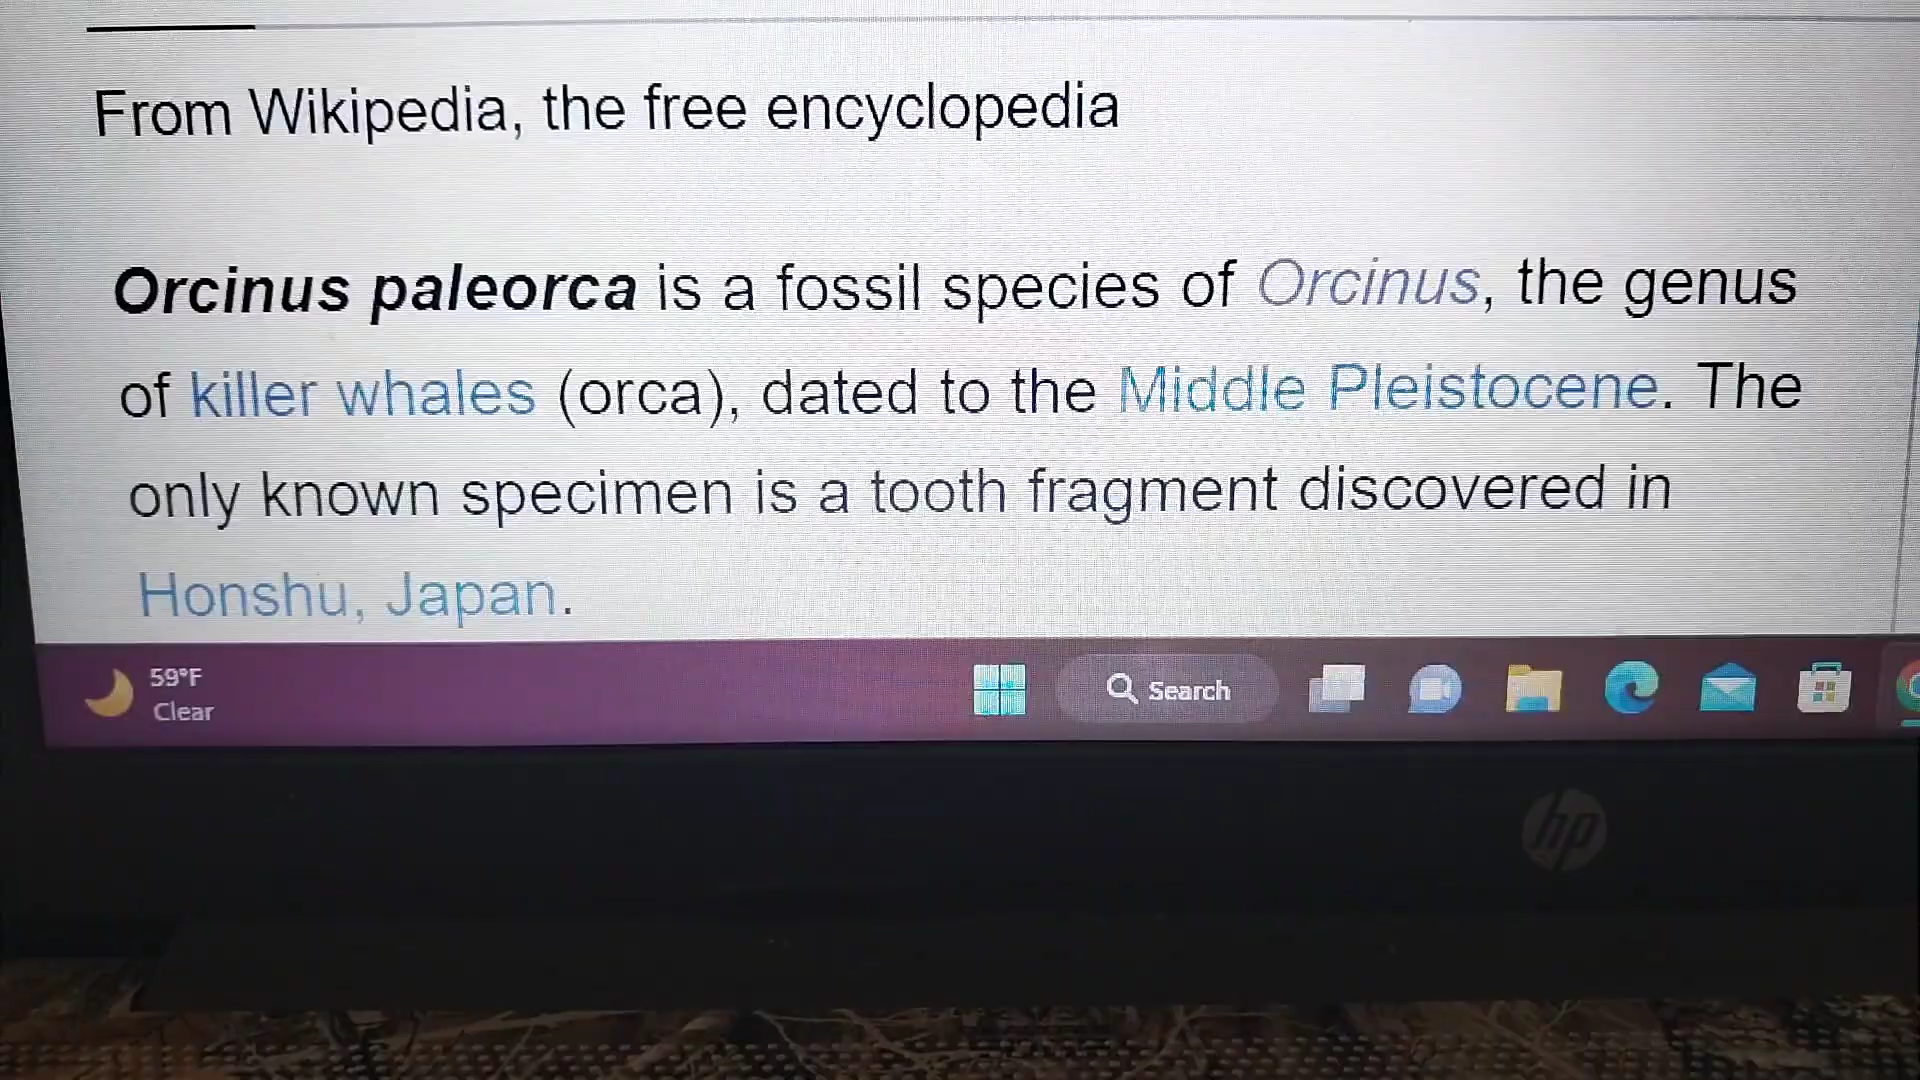 From Wikipedia, the free encyclopedia
Orcinus paleorca is a fossil species of Orcinus, the genus
of killer whales (orca), dated to the Middle Pleistocene. The
only known specimen is a tooth fragment discovered in
Honshu, Japan.
59°F
Clear
Search
hp